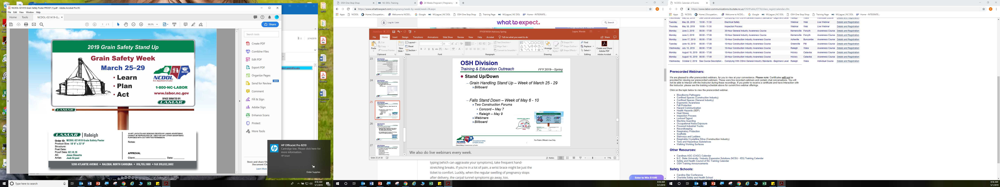 NCDOL-021419-Grain Safety Poster PROOF (1).pdf - Adobe Acrobat Pro DC
File Edit View Window Help
Home Tools NCDOL-021419-G... ×
1 / 1 89.5% Share
2019 Grain Safety Stand Up
Grain Safety Week
March 25–29
• Learn
• Plan
• Act
NCDOL
N.C. Department of Labor
1-800-NC-LABOR
www.labor.nc.gov
SPACE DONATED BY:
LAMAR
LAMAR
LAMAR | Raleigh
Order ID: NCDOL-021419 Grain Safety Poster
Product Size: 10' 6" x 22' 9"
Structure:
Post Date:
Proof Date: 02.14.19
AE: Jesse Bissette
Artist: Josh Bryant
© ART LAYOUTS AND DESIGNS CREATED BY LAMAR ADVERTISING
CANNOT BE REPRODUCED OR USED FOR ANY OTHER ADVERTISING
PURPOSES WITH OUT WRITTEN PERMISSION.
Notes:
APPROVAL
Client: Date:
5200 ATLANTIC AVENUE • RALEIGH, NORTH CAROLINA • 919,755,1900 • FAX 919,832,3802
Search tools
Create PDF
Combine Files
Edit PDF
Export PDF
Organize Pages
Send for Review NEW
Comment
Fill & Sign
Adobe Sign
Enhance Scans
Protect
More Tools
Store and share file
Document Clo
Learn More
2 2/14/2019
HP OfficeJet Pro 8210
Cartridge low. Please click here for
more information.
HP Smart
Order Supplies
Type here to search
8:56 AM
5/1/2019
OSH One Stop Shop NC DOL: Training 24 Weeks Pregnant | Pregnancy
https://www.whattoexpect.com/pregnancy/week-by-week/week-24.aspx
Apps NCDOL Home | Occupation... Welcome to NCDO... Google WLLagoe | NC DOL OSH One Stop Shop Training Page WLLagoe | NC DOL Home - INTEGRATE...
Log In / Join
what to expect.
Search
FFY2019OSH Advisory Spring
Lagoe, Wanda
File Home Insert Design Transitions Animations Slide Show Review View Help Acrobat Tell me what you want to do Share
Paste Cut Copy Format Painter
New Slide Layout Reset Section
Text Direction Align Text Convert to SmartArt
Arrange Quick Styles Shape Fill Shape Outline Shape Effects
Find Replace Select
Create and Share Adobe PDF
Clipboard Slides Font Paragraph Drawing Editing Adobe Acrobat
23
24
25
26
27
OSH Division
Training & Education Outreach FFY 2019—Spring
Stand Up/Down
– Grain Handling Stand Up – Week of March 25 - 29
» Billboard
– Falls Stand Down – Week of May 6 - 10
» Two Construction Forums
• Concord – May 7
• Raleigh – May 9
» Webinars
» Billboard
Occupational Safety
& Health Division
For Public Official's Use Only
We also do live webinars every week.
Slide 25 of 30 Notes 71%
typing (which can aggravate your symptoms), take frequent hand-
stretching breaks. If you're in a lot of pain, a wrist brace might be just the
ticket to comfort. Luckily, when the regular swelling of pregnancy stops
after delivery, the carpal tunnel symptoms go away, too.
Enter to Win $1500
8:56 AM
5/1/2019
NCDOL Calendar of Events
https://www.labor.communications.its.state.nc.us/OSHPublic/ETTA/class_regist/calendar.cfm
Apps NCDOL Home | Occupation... Welcome to NCDO... Google WLLagoe | NC DOL OSH One Stop Shop Training Page WLLagoe | NC DOL Home - INTEGRATE...
Wednesday May 22, 2019 See Course Description - Complying With OSHA General Industry Standards - Beginners Level Raleigh Wake Individual Course Details and Registration
Tuesday May 28, 2019 10:00 - 11:30 Electrical Safety Webinar Web Live Webinar Details and Registration
Thursday May 30, 2019 10:00 - 11:30 Inspection Process Webinar Web Live Webinar Details and Registration
Monday June 3, 2019 08:00 - 17:00 30-Hour General Industry Awareness Course Kernersville Forsyth Awareness Course Details and Registration
Monday June 3, 2019 08:00 - 17:00 10-Hour General Industry Awareness Course Kernersville Forsyth Awareness Course Details and Registration
Monday June 17, 2019 08:00 - 17:00 10-Hour Construction Industry Awareness Course Asheville Buncombe Awareness Course Details and Registration
Tuesday June 18, 2019 08:00 - 17:00 10-Hour Construction Industry Awareness Course Greenville Pitt Awareness Course Details and Registration
Wednesday July 10, 2019 08:00 - 17:00 10-Hour Construction Industry Awareness Course Raleigh Wake Awareness Course Details and Registration
Monday August 19, 2019 08:00 - 17:00 10-Hour Construction Industry Awareness Course Hickory Catawba Awareness Course Details and Registration
Monday August 19, 2019 08:00 - 17:00 30-Hour Construction Industry Awareness Course Hickory Catawba Awareness Course Details and Registration
Wednesday October 2, 2019 See Course Description - Complying With OSHA General Industry Standards - Beginners Level Raleigh Wake Individual Course Details and Registration
Prerecorded Webinars:
We are pleased to offer prerecorded webinars, for you to view at your convenience. Please note: Certificates will not be
provided for viewing our prerecorded webinars. These were live recorded webinars and contain chat conversations. You will
not be able to interact with the instructor during these recordings. If you prefer to receive a certificate and have interaction with
the instructor, please see the training schedule above for current live webinar offerings.
Click on the topic below to view the prerecorded webinar.
• Bloodborne Pathogens
• Confined Spaces (Construction Industry)
• Confined Spaces (General Industry)
• Ergonomic Awareness
• Fall Protection
• Hazard Communication
• Health Hazards (SEP)
• Heat Stress
• Inspection Process
• Lockout/Tagout
• Machine Guarding
• Occupational Noise Exposure
• Powered Industrial Trucks
• Recordkeeping
• Respiratory Protection
• Scaffolds
• Stairways and Ladders
• Respirable Crystalline Silica (Construction Industry)
• Toxic and Hazardous Substances
• Walking Working Surfaces
Other Resources:
• Carolinas AGC (CAGC) Calendar
• N.C. State University / Industry Expansion Solutions (NCSU - IES) Training Calendar
• Safety and Health Council of NC Training Calendar
• OSH Training Announcements
Safety Schools:
• Carolina Star Conference
• Charlotte Safety and Health School
8:56 AM
5/1/2019